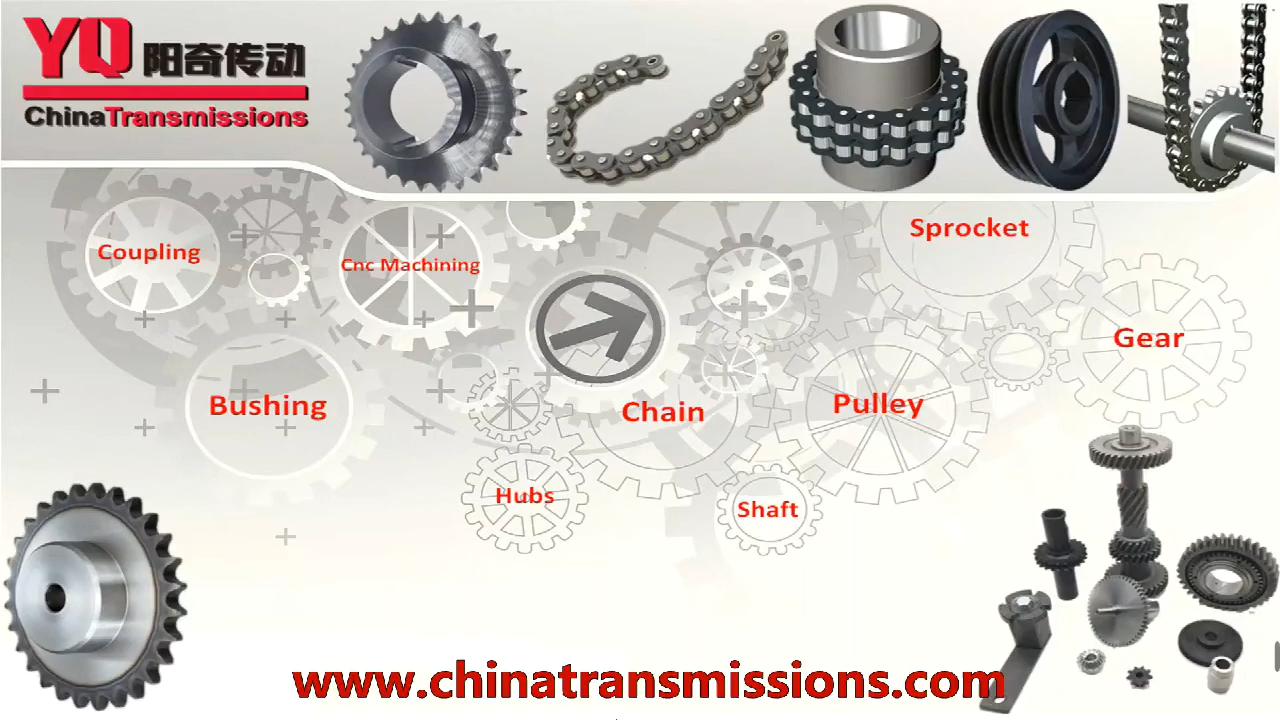 YQ 阳奇传动
ChinaTransmissions
Sprocket
Coupling
Cnc Machining
Gear
Bushing
Chain
Pulley
Hubs
Shaft
www.chinatransmissions.com